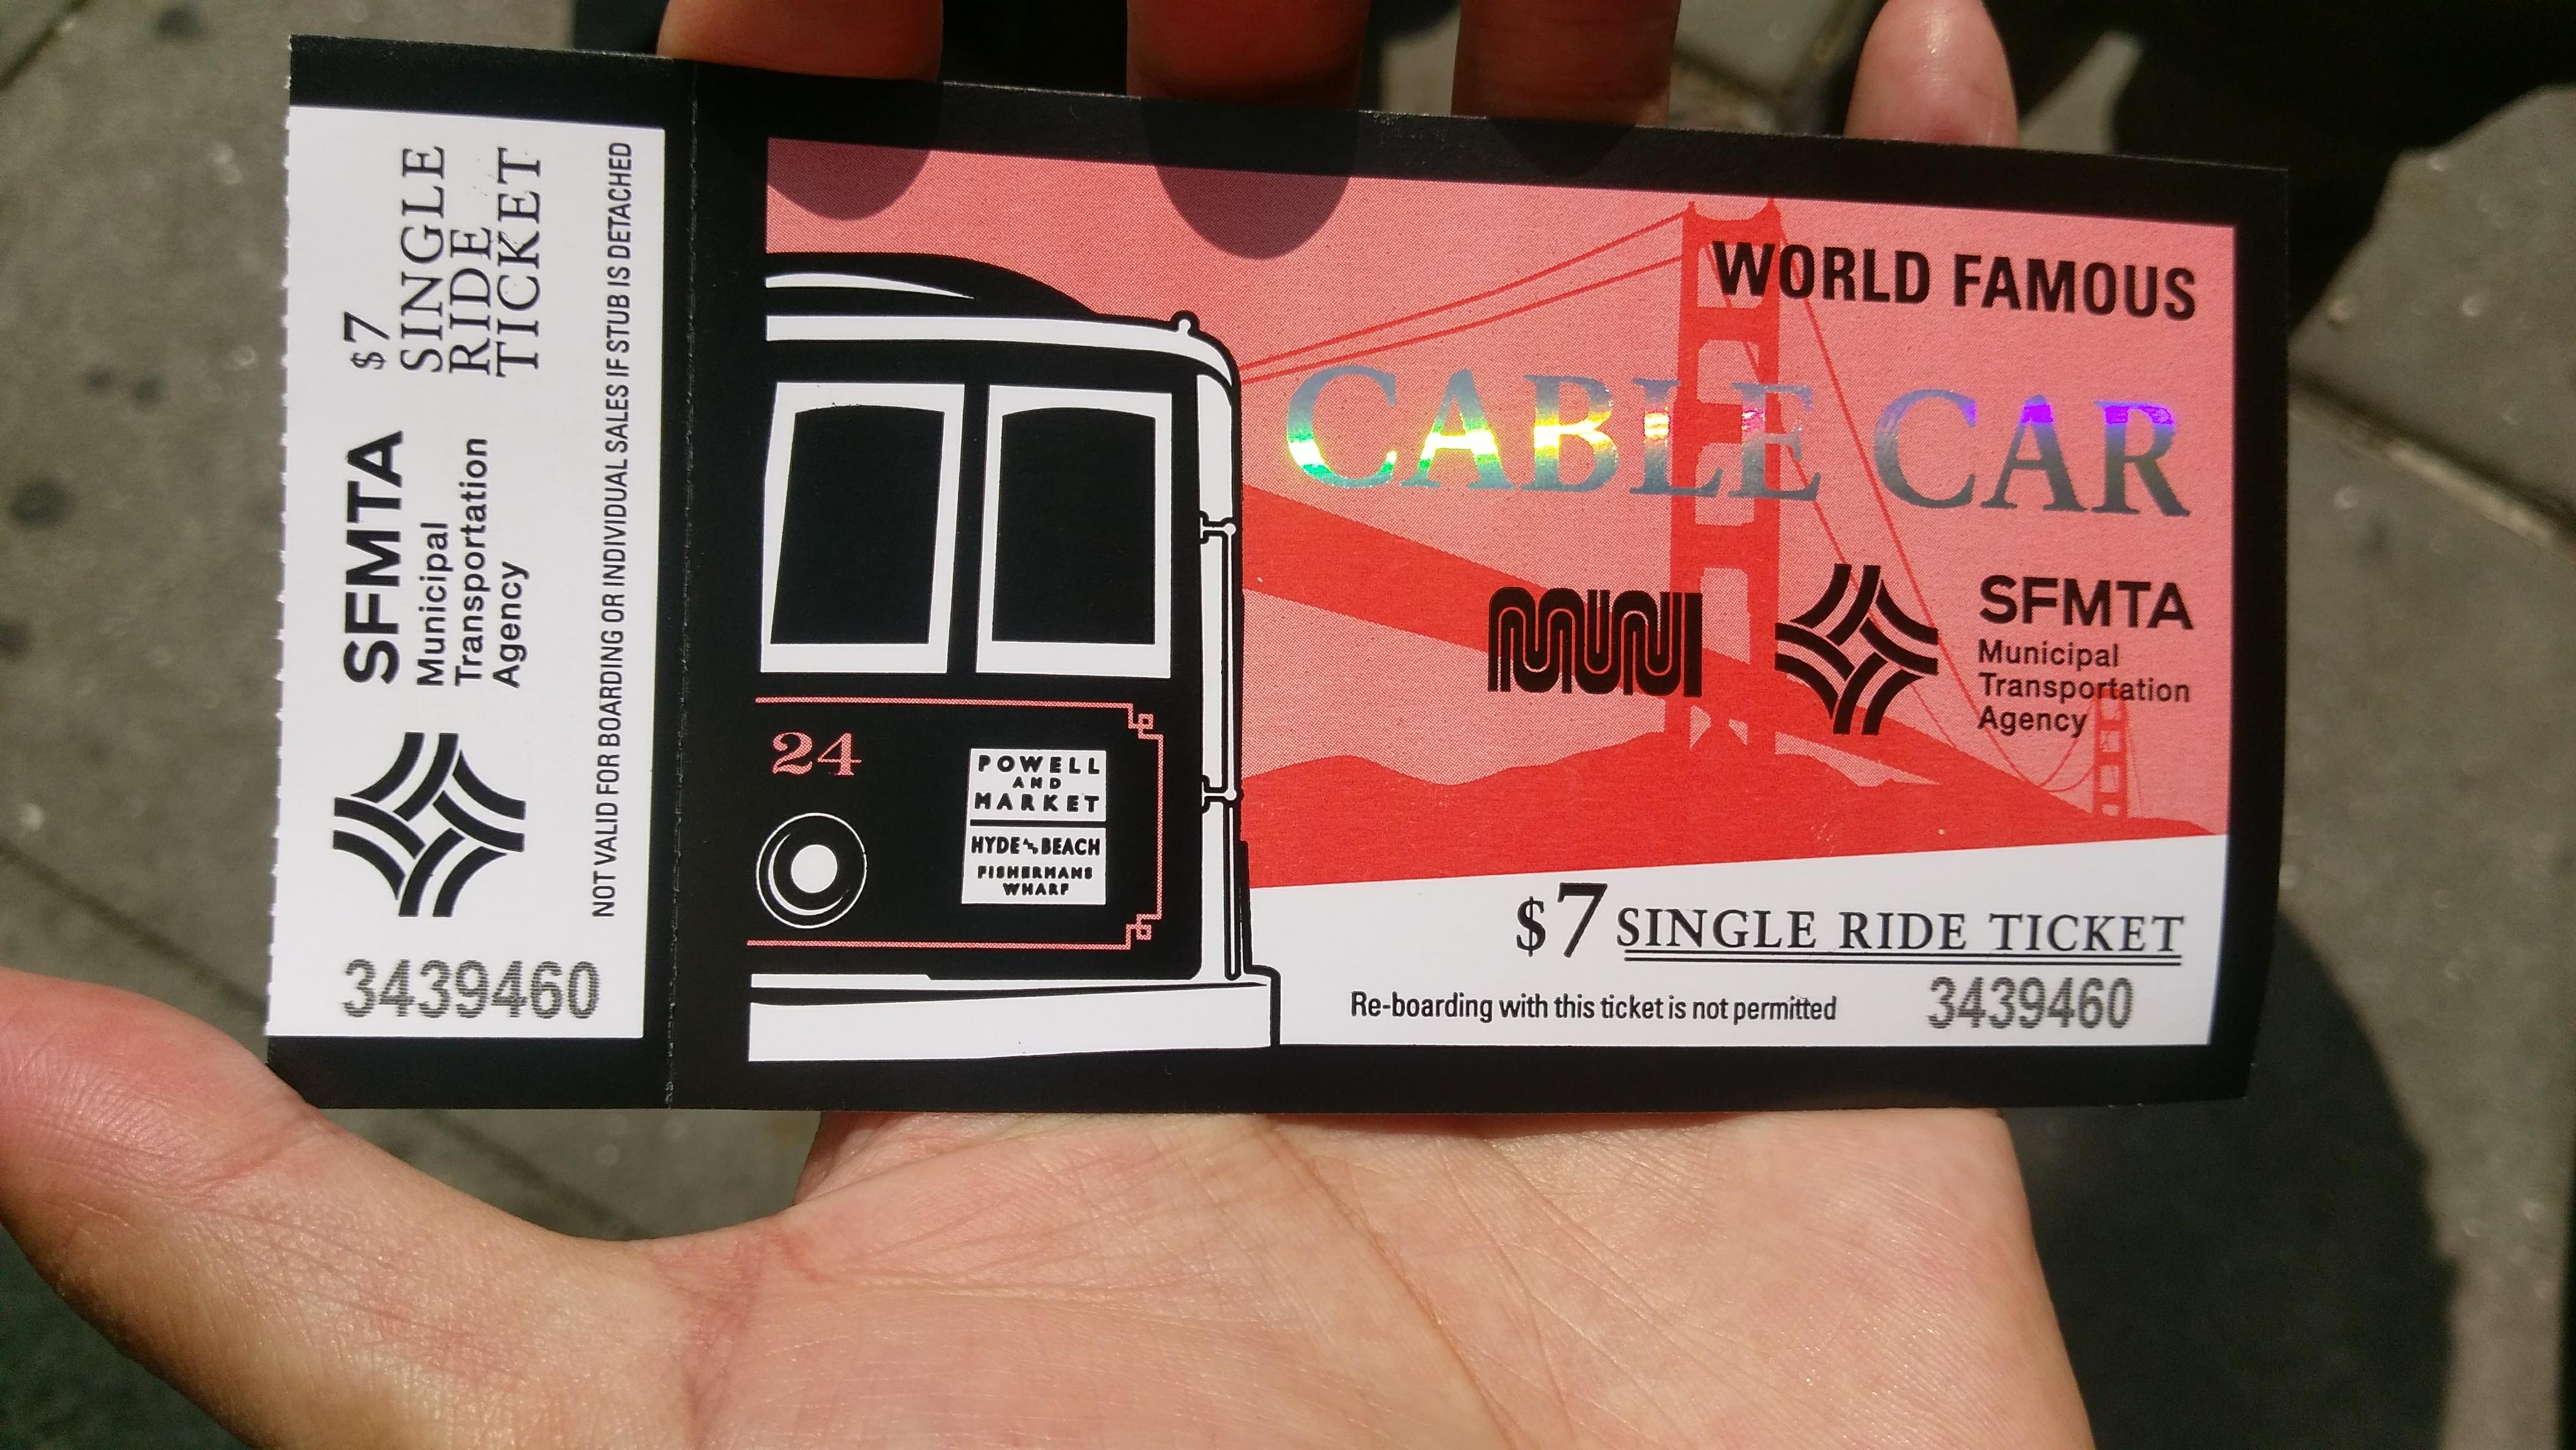 $7
SINGLE
RIDE
TICKET
SFMTA
Municipal
Transportation
Agency
NOT VALID FOR BOARDING OR INDIVIDUAL SALES IF STUB IS DETACHED
3439460
24
POWELL
AND
MARKET
HYDE AND BEACH
FISHERMANS
WHARF
WORLD FAMOUS
CABLE CAR
MUNI
SFMTA
Municipal
Transportation
Agency
$7 SINGLE RIDE TICKET
Re-boarding with this ticket is not permitted
3439460